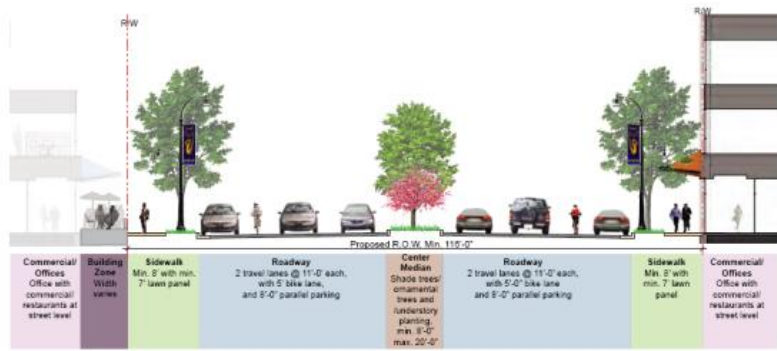 R/W
R/W
Proposed R.O.W. Min. 115'-0"
Commercial/
Offices
Office with
commercial/
restaurants at
street level
Building
Zone
Width
varies
Sidewalk
Min. 8' with min.
7' lawn panel
Roadway
2 travel lanes @ 11'-0" each,
with 5' bike lane,
and 8'-0" parallel parking
Center
Median
Shade trees/
ornamental
trees and
/understory
planting,
min. 8'-0"
max. 20'-0"
Roadway
2 travel lanes @ 11'-0" each,
with 5'-0" bike lane
and 8'-0" parallel parking
Sidewalk
Min. 8' with
min. 7' lawn
panel
Commercial/
Offices
Office with
commercial/
restaurants at
street level